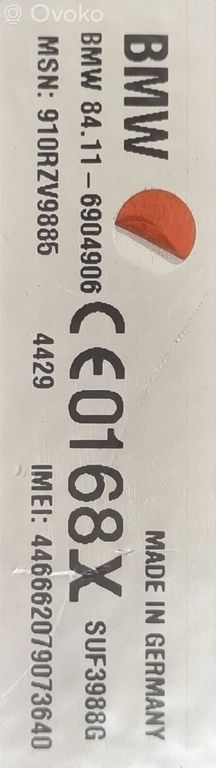 Ovoko
BMW
MADE IN GERMANY
CE0168X
SUF3988G
BMW 84.11-6904906
MSN: 910RZV9885 4429 IMEI: 446662079073640